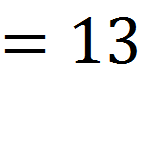 = 13